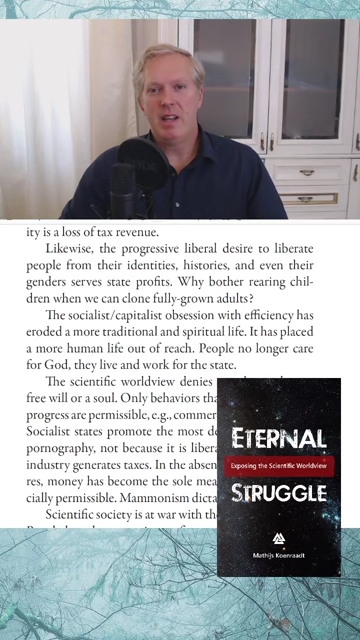 ity is a loss of tax revenue.
Likewise, the progressive liberal desire to liberate
people from their identities, histories, and even their
genders serves state profits. Why bother rearing chil-
dren when we can clone fully-grown adults?
The socialist/capitalist obsession with efficiency has
eroded a more traditional and spiritual life. It has placed
a more human life out of reach. People no longer care
for God, they live and work for the state.
The scientific worldview denies
free will or a soul. Only behaviors tha
progress are permissible, e.g., commer
Socialist states promote the most de
pornography, not because it is libera
industry generates taxes. In the absen
res, money has become the sole mea
cially permissible. Mammonism dicta
Scientific society is at war with the
ETERNAL
Exposing the Scientific Worldview
STRUGGLE
Mathijs Koenraadt